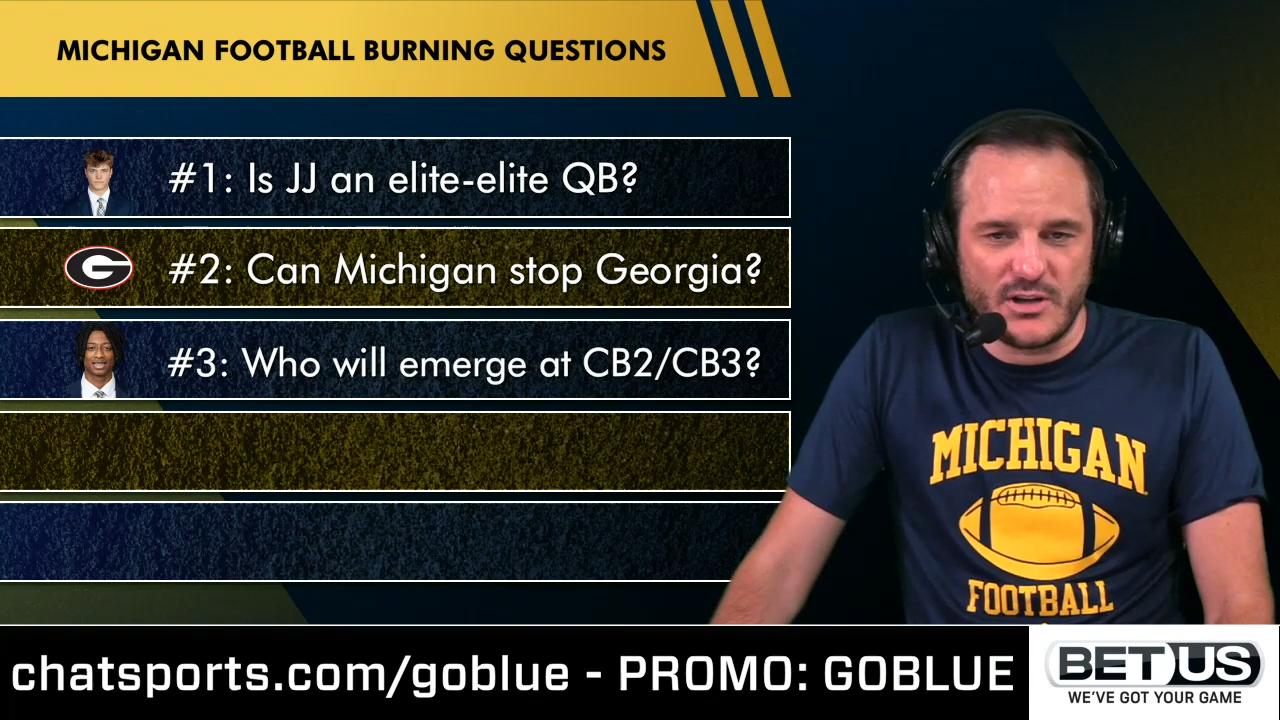 MICHIGAN FOOTBALL BURNING QUESTIONS
#1: Is JJ an elite-elite QB?
G
#2: Can Michigan stop Georgia?
#3: Who will emerge at CB2/CB3?
MICHIGAN
FOOTBALL
chatsports.com/goblue - PROMO: GOBLUE
BETUS
WE'VE GOT YOUR GAME